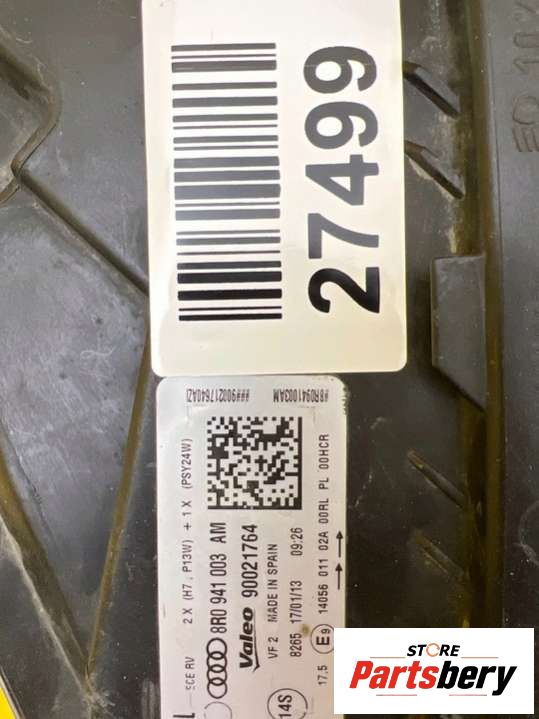 27499
##90021764QAZI
#8R0941003AM
ECE RV 2 X (H7 , P13W) + 1 X (PSY24W)
L
8R0 941 003 AM
Valeo 90021764
VF 2 MADE IN SPAIN
8265 17/01/13 09:26
14S
E9 14056 011 02A 00RL PL 00HCR
17,5
STORE
Partsbery